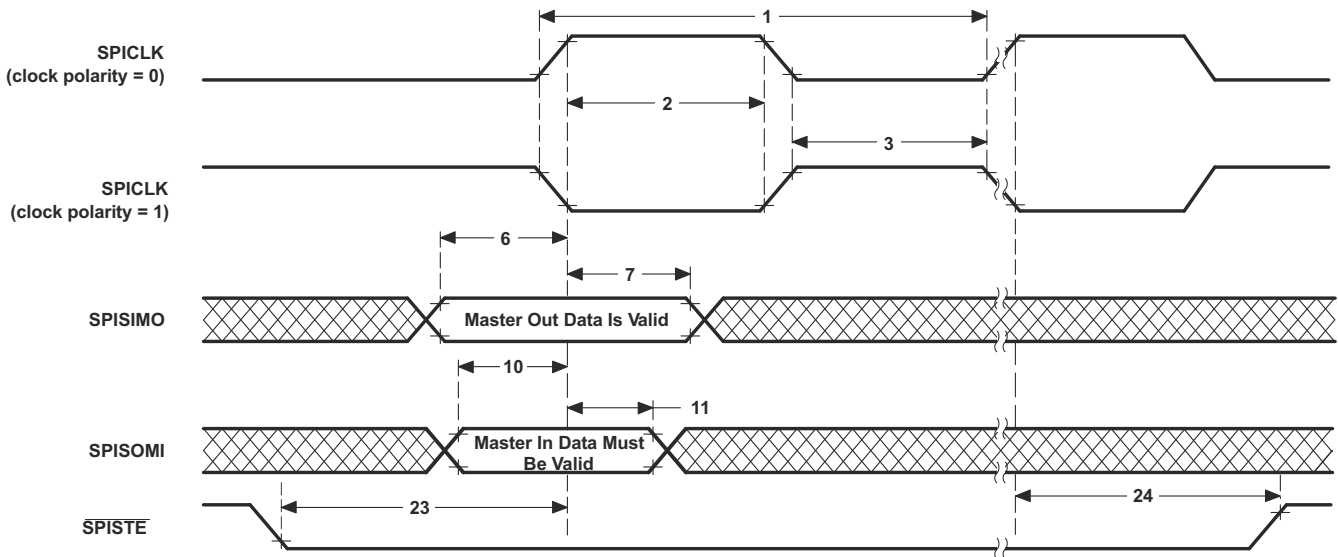 1
SPICLK
(clock polarity = 0)
2
3
SPICLK
(clock polarity = 1)
6
7
SPISIMO
Master Out Data Is Valid
10
11
SPISOMI
Master In Data Must
Be Valid
23
24
SPISTE